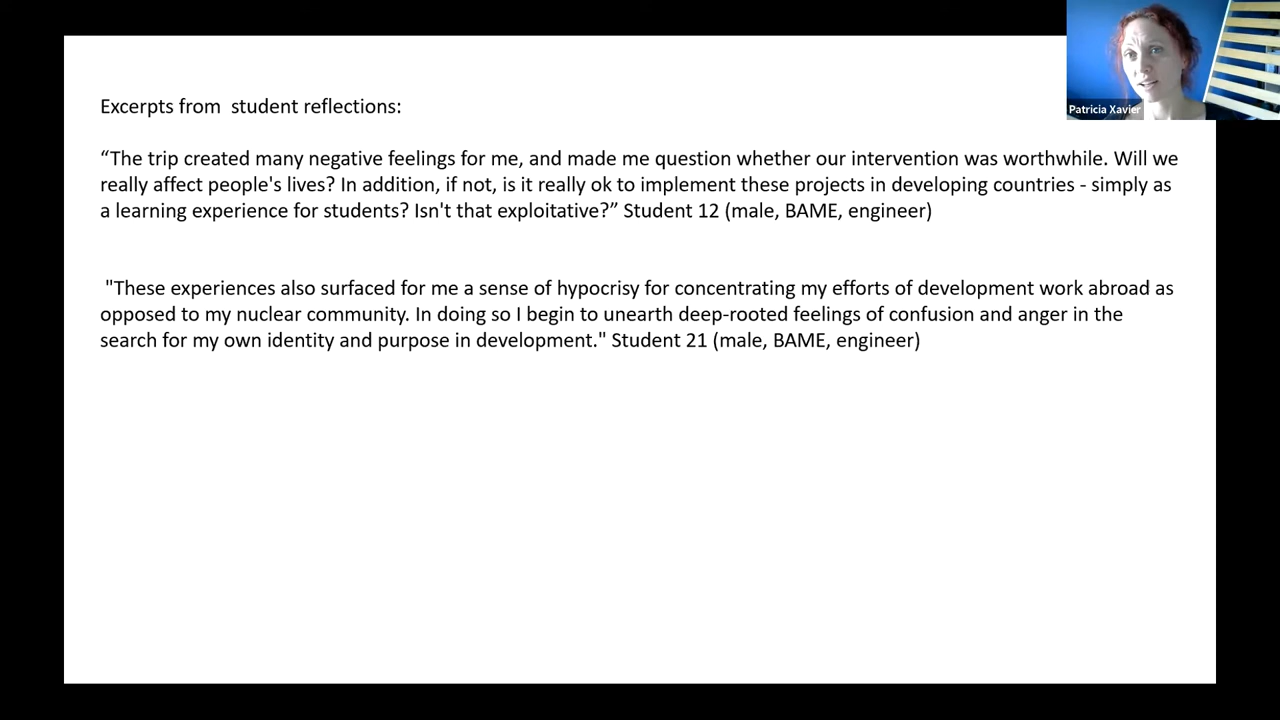 Patricia Xavier
Excerpts from  student reflections:
“The trip created many negative feelings for me, and made me question whether our intervention was worthwhile. Will we
really affect people's lives? In addition, if not, is it really ok to implement these projects in developing countries - simply as
a learning experience for students? Isn't that exploitative?” Student 12 (male, BAME, engineer)
"These experiences also surfaced for me a sense of hypocrisy for concentrating my efforts of development work abroad as
opposed to my nuclear community. In doing so I begin to unearth deep-rooted feelings of confusion and anger in the
search for my own identity and purpose in development." Student 21 (male, BAME, engineer)